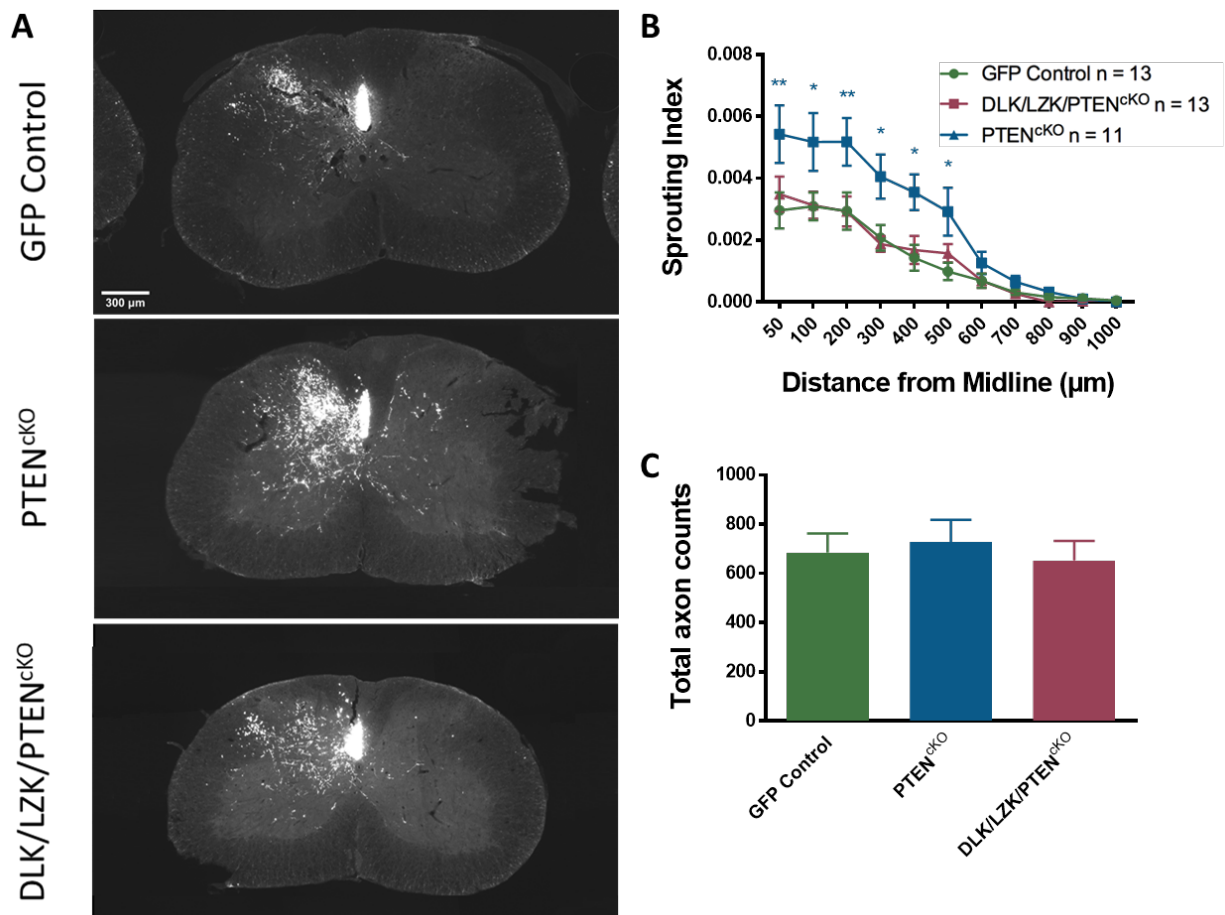 A
GFP Control
300 µm
PTENcKO
DLK/LZK/PTENcKO
B
Sprouting Index
0.008
0.006
0.004
0.002
0.000
** * ** * * *
GFP Control n = 13
DLK/LZK/PTENcKO n = 13
PTENcKO n = 11
50 100 200 300 400 500 600 700 800 900 1000
Distance from Midline (µm)
C
Total axon counts
1000
800
600
400
200
0
GFP Control
PTENcKO
DLK/LZK/PTENcKO